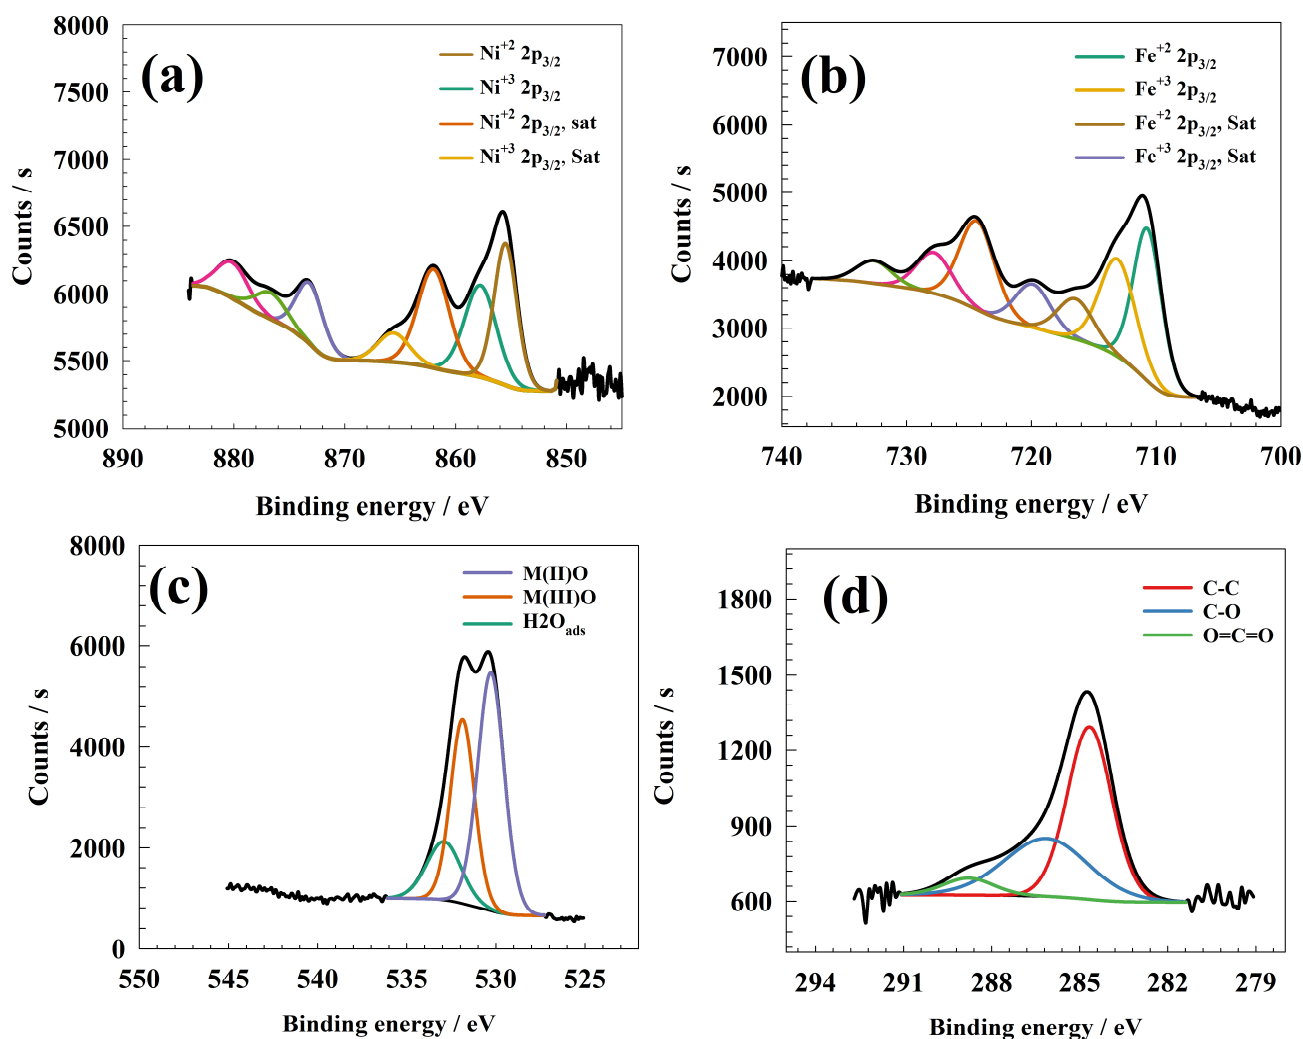 (a)
8000
7500
7000
6500
6000
5500
5000
Counts / s
Ni+2 2p3/2
Ni+3 2p3/2
Ni+2 2p3/2, sat
Ni+3 2p3/2, Sat
890 880 870 860 850
Binding energy / eV
(b)
7000
6000
5000
4000
3000
2000
Counts / s
Fe+2 2p3/2
Fe+3 2p3/2
Fe+2 2p3/2, Sat
Fe+3 2p3/2, Sat
740 730 720 710 700
Binding energy / eV
(c)
8000
6000
4000
2000
0
Counts / s
M(II)O
M(III)O
H2Oads
550 545 540 535 530 525
Binding energy / eV
(d)
1800
1500
1200
900
600
Counts / s
C-C
C-O
O=C=O
294 291 288 285 282 279
Binding energy / eV